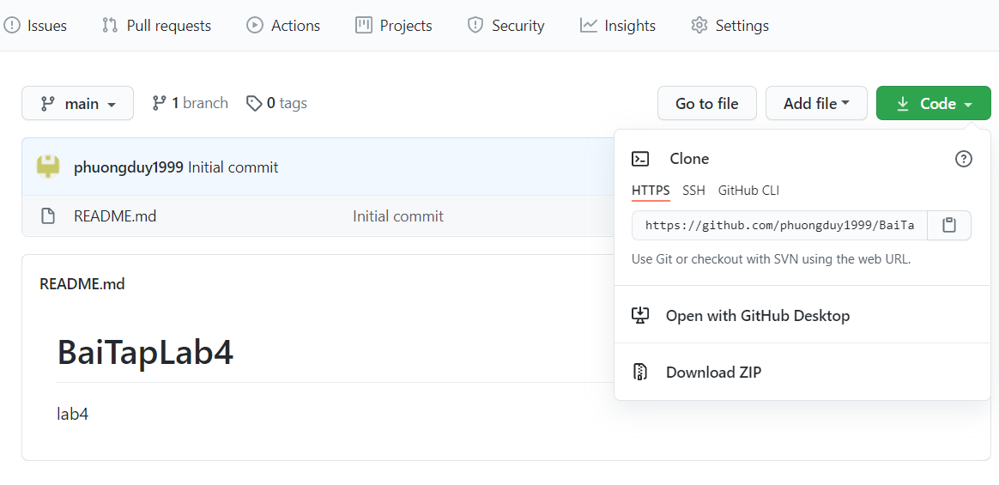 Issues Pull requests Actions Projects Security Insights Settings
main 1 branch 0 tags Go to file Add file Code
phuongduy1999 Initial commit
README.md Initial commit
README.md
BaiTapLab4
lab4
Clone
HTTPS SSH GitHub CLI
https://github.com/phuongduy1999/BaiTa
Use Git or checkout with SVN using the web URL.
Open with GitHub Desktop
Download ZIP